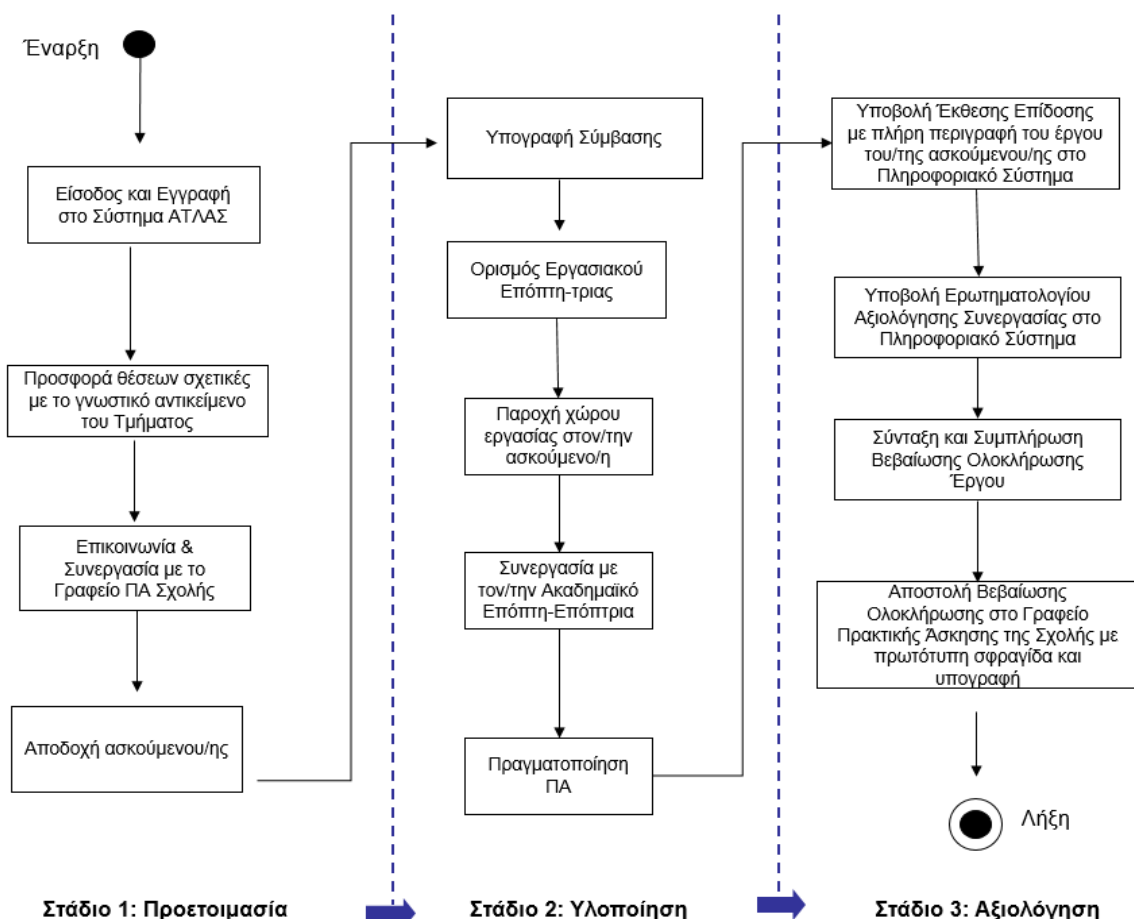 Έναρξη
Είσοδος και Εγγραφή
στο Σύστημα ΑΤΛΑΣ
Προσφορά θέσεων σχετικές
με το γνωστικό αντικείμενο
του Τμήματος
Επικοινωνία &
Συνεργασία με το
Γραφείο ΠΑ Σχολής
Αποδοχή ασκούμενου/ης
Στάδιο 1: Προετοιμασία
Υπογραφή Σύμβασης
Ορισμός Εργασιακού
Επόπτη-τριας
Παροχή χώρου
εργασίας στον/την
ασκούμενο/η
Συνεργασία με
τον/την Ακαδημαϊκό
Επόπτη-Επόπτρια
Πραγματοποίηση
ΠΑ
Στάδιο 2: Υλοποίηση
Υποβολή Έκθεσης Επίδοσης
με πλήρη περιγραφή του έργου
του/της ασκούμενου/ης στο
Πληροφοριακό Σύστημα
Υποβολή Ερωτηματολογίου
Αξιολόγησης Συνεργασίας στο
Πληροφοριακό Σύστημα
Σύνταξη και Συμπλήρωση
Βεβαίωσης Ολοκλήρωσης
Έργου
Αποστολή Βεβαίωσης
Ολοκλήρωσης στο Γραφείο
Πρακτικής Άσκησης της Σχολής με
πρωτότυπη σφραγίδα και
υπογραφή
Λήξη
Στάδιο 3: Αξιολόγηση